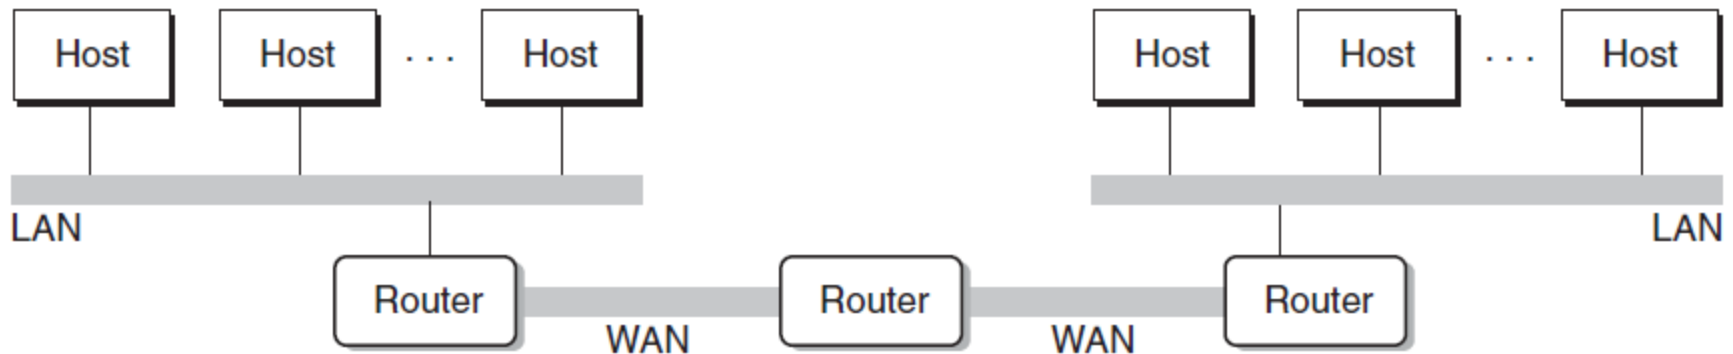 Host Host . . . Host Host Host . . . Host
LAN LAN
Router Router Router
WAN WAN